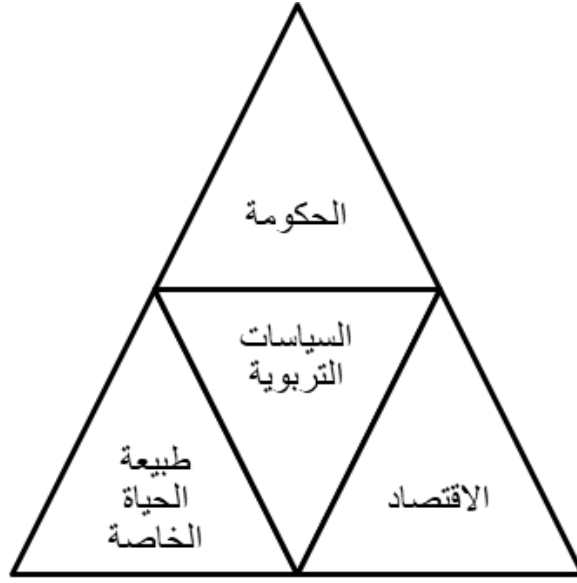 الحكومة
السياسات
التربوية
طبيعة
الحياة
الخاصة
الاقتصاد